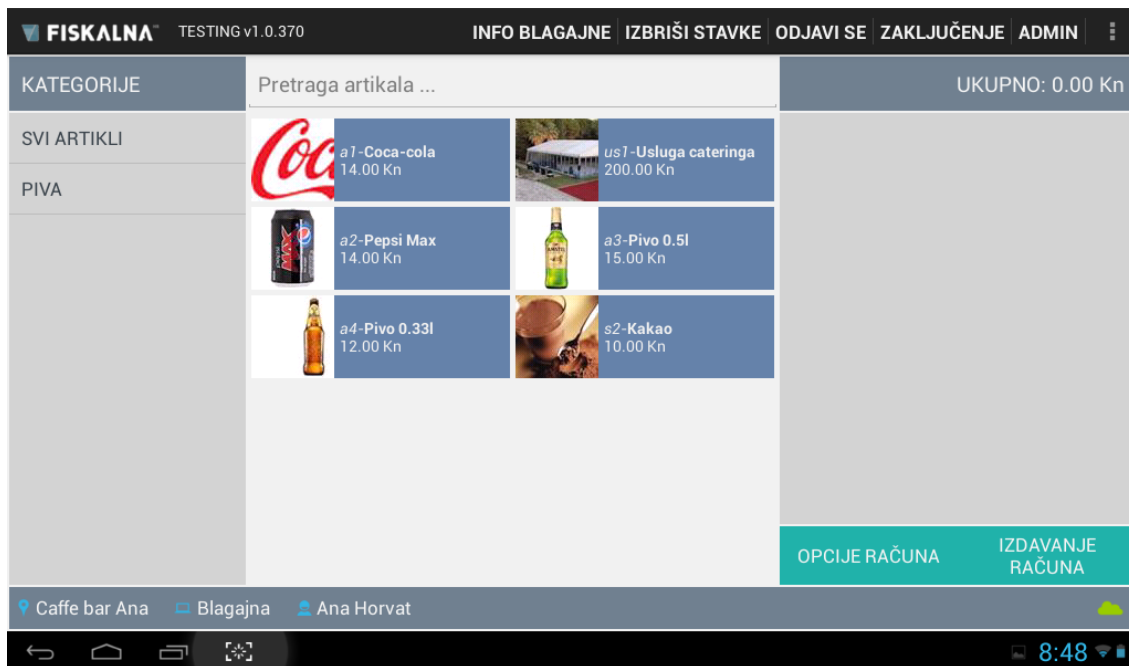 FISKALNA™ TESTING v1.0.370 INFO BLAGAJNE IZBRIŠI STAVKE ODJAVI SE ZAKLJUČENJE ADMIN
KATEGORIJE
Pretraga artikala ...
UKUPNO: 0.00 Kn
SVI ARTIKLI
PIVA
Coc
a1-Coca-cola
14.00 Kn
us1-Usluga cateringa
200.00 Kn
MAX
a2-Pepsi Max
14.00 Kn
a3-Pivo 0.5l
15.00 Kn
a4-Pivo 0.33l
12.00 Kn
s2-Kakao
10.00 Kn
OPCIJE RAČUNA
IZDAVANJE
RAČUNA
Caffe bar Ana Blagajna Ana Horvat
8:48